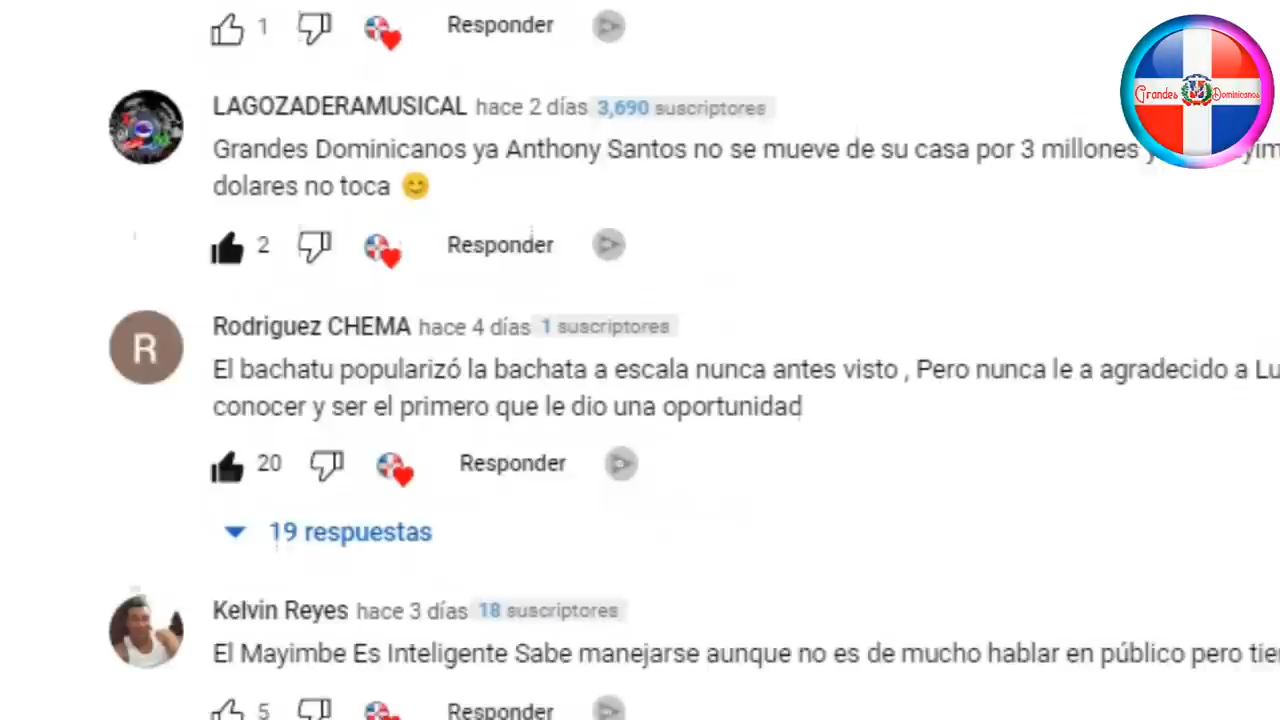 1 Responder
LAGOZADERAMUSICAL hace 2 días 3,690 suscriptores
Grandes Dominicanos ya Anthony Santos no se mueve de su casa por 3 millones
dolares no toca
2 Responder
Rodriguez CHEMA hace 4 días 1 suscriptores
El bachatu popularizó la bachata a escala nunca antes visto , Pero nunca le a agradecido a Lu
conocer y ser el primero que le dio una oportunidad
20 Responder
R
19 respuestas
Kelvin Reyes hace 3 días 18 suscriptores
El Mayimbe Es Inteligente Sabe manejarse aunque no es de mucho hablar en público pero tie
5 Responder
Grandes Dominicanos